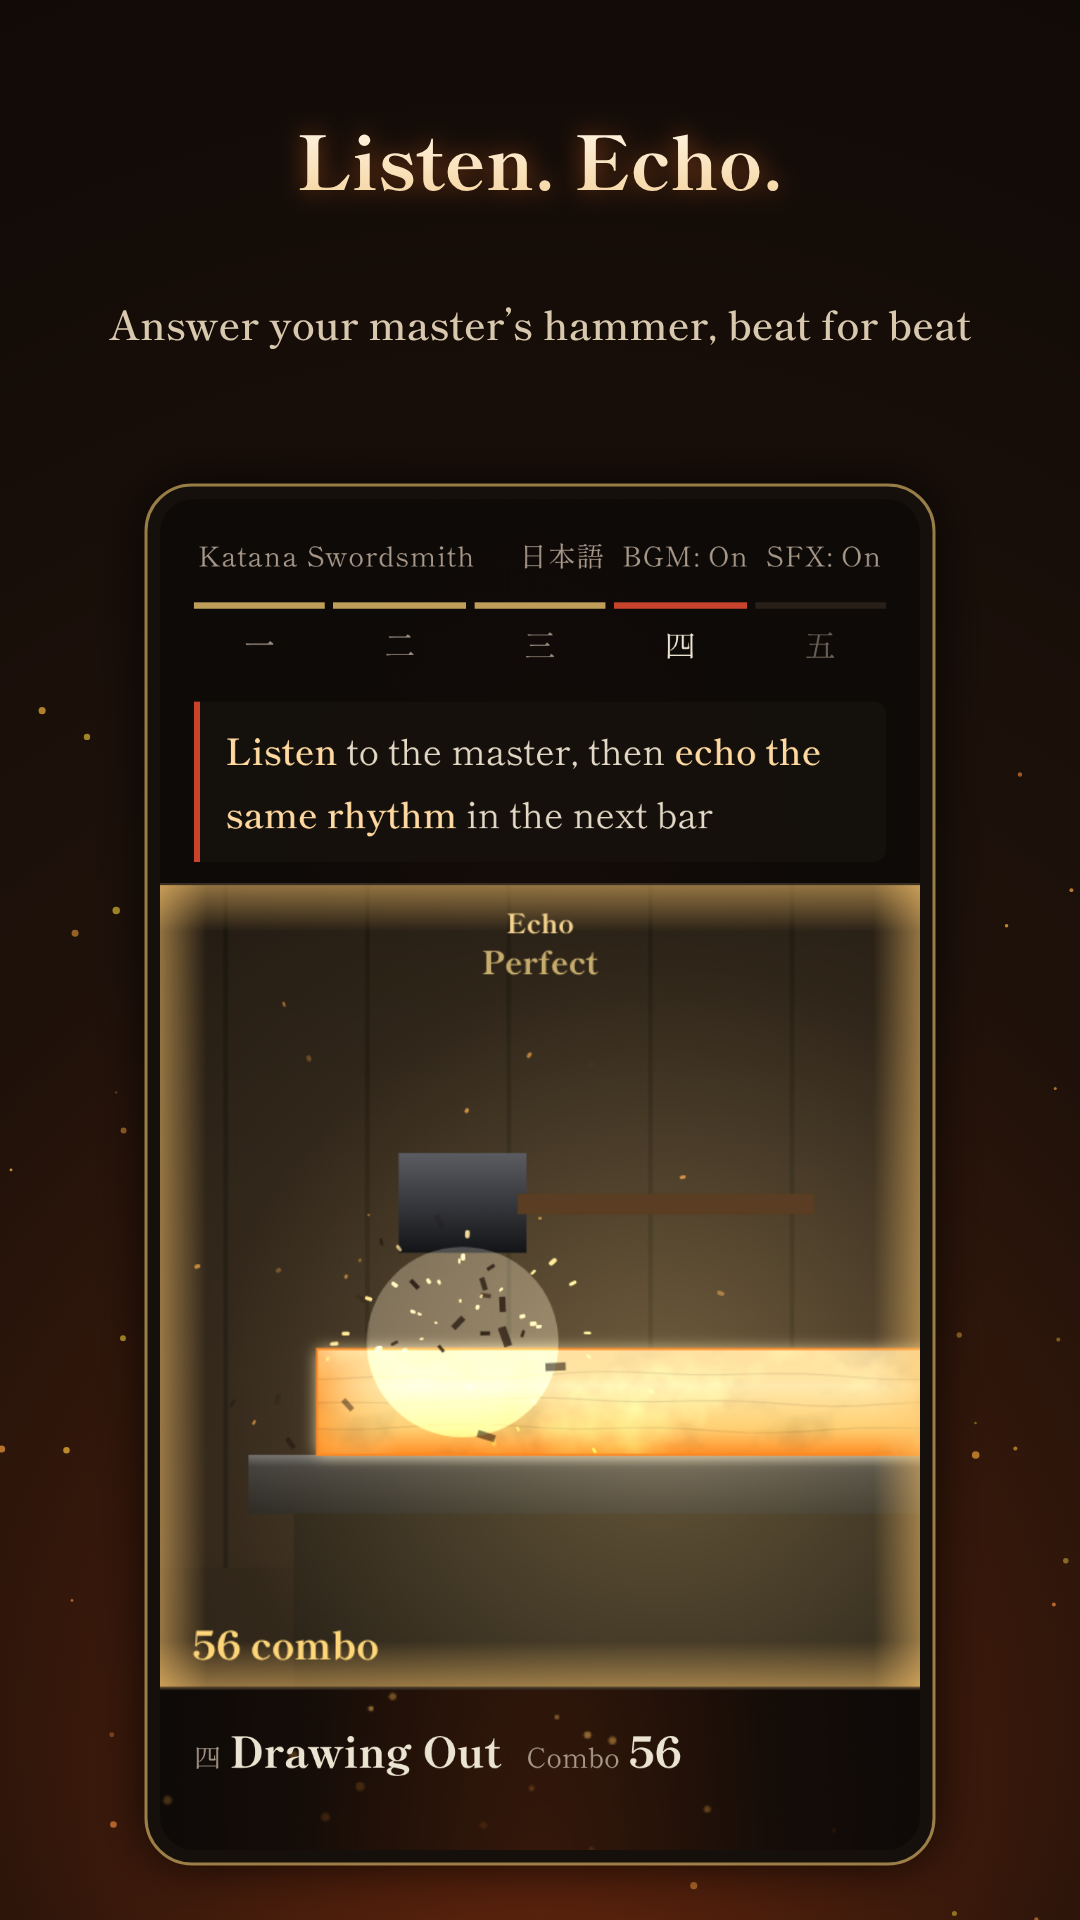 Listen. Echo.
Answer your master’s hammer, beat for beat
Katana Swordsmith 日本語 BGM: On SFX: On
一 二 三 四 五
Listen to the master, then echo the
same rhythm in the next bar
Echo
Perfect
56 combo
四 Drawing Out Combo 56